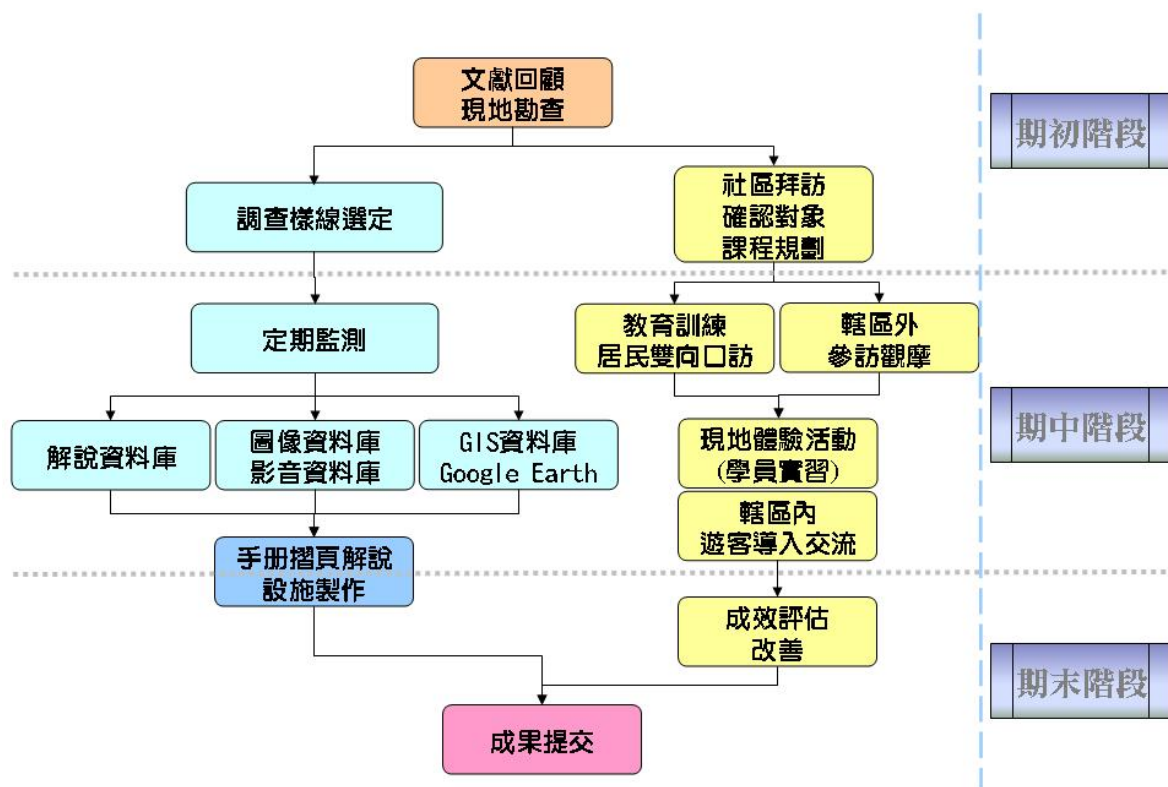 文獻回顧
現地勘查
期初階段
調查樣線選定
社區拜訪
確認對象
課程規劃
定期監測
教育訓練
居民雙向口訪
轄區外
參訪觀摩
期中階段
解說資料庫
圖像資料庫
影音資料庫
GIS資料庫
Google Earth
現地體驗活動
(學員實習)
轄區內
遊客導入交流
手冊摺頁解說
設施製作
成效評估
改善
期末階段
成果提交